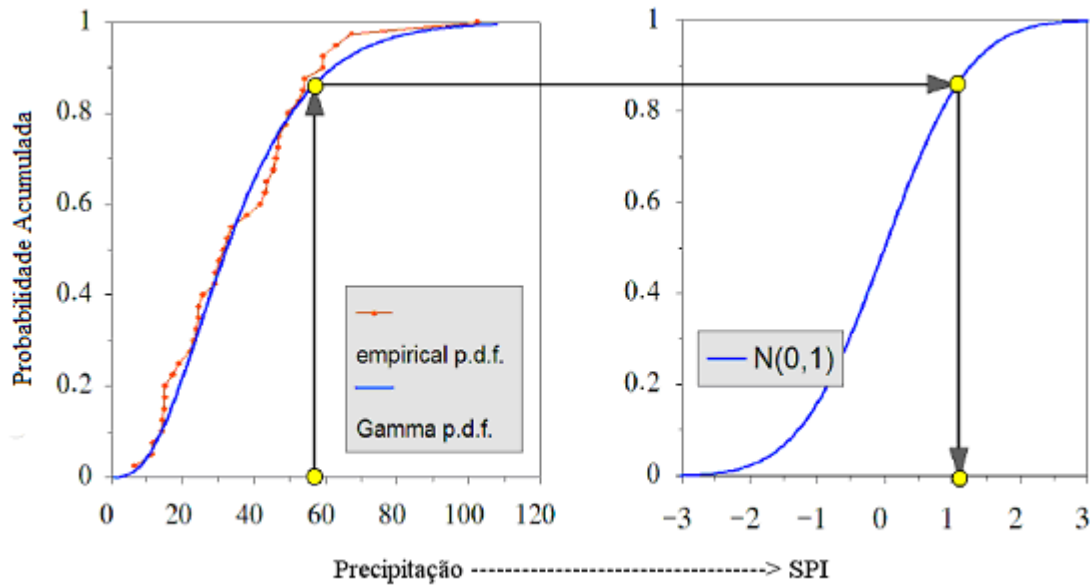 Probabilidade Acumulada
1
0.8
0.6
0.4
0.2
0
0 20 40 60 80 100 120
empirical p.d.f.
Gamma p.d.f.
1
0.8
0.6
0.4
0.2
0
−3 −2 −1 0 1 2 3
N(0,1)
Precipitação ----------------------------> SPI